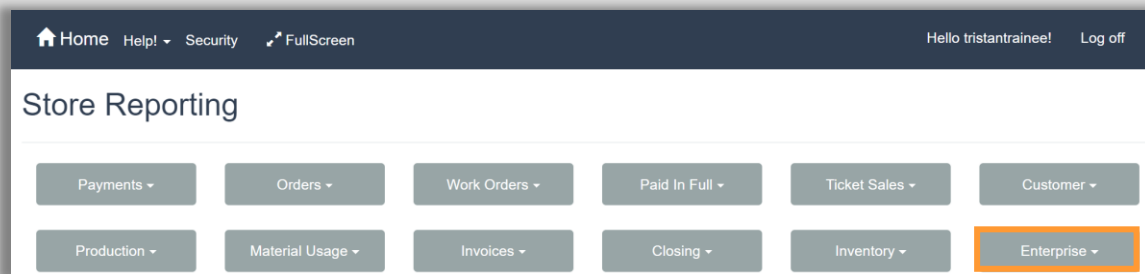 Home Help! Security FullScreen Hello tristantrainee! Log off
Store Reporting
Payments Orders Work Orders Paid In Full Ticket Sales Customer
Production Material Usage Invoices Closing Inventory Enterprise